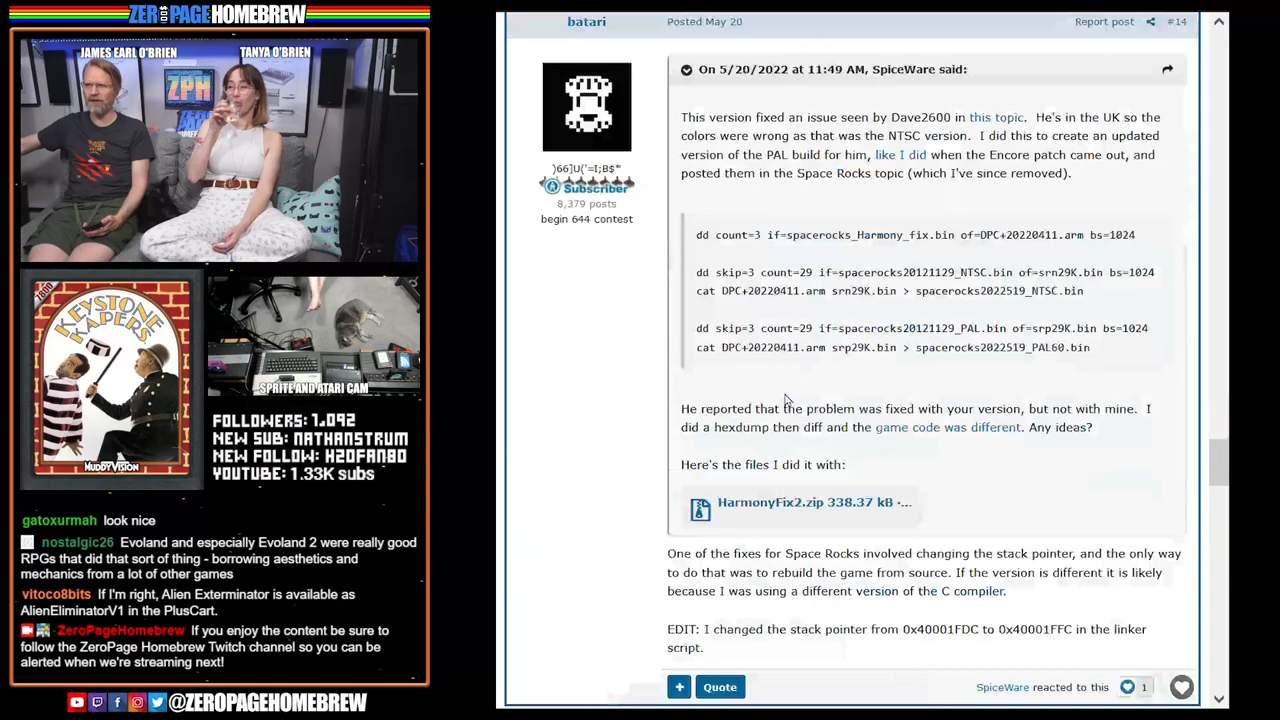 ZEROPAGE HOMEBREW
JAMES EARL O'BRIEN
TANYA O'BRIEN
ZPH
KEYSTONE
KAPERS
MUDDYVISION
SPRITE AND ATARI CAM
FOLLOWERS: 1,092
NEW SUB: NATHANSTRUM
NEW FOLLOW: H2OFAN80
YOUTUBE: 1.33K subs
gatoxurmah look nice
nostalgic26 Evoland and especially Evoland 2 were really good
RPGs that did that sort of thing - borrowing aesthetics and
mechanics from a lot of other games
vitoco8bits If I'm right, Alien Exterminator is available as
AlienEliminatorV1 in the PlusCart.
ZeroPageHomebrew If you enjoy the content be sure to
follow the ZeroPage Homebrew Twitch channel so you can be
alerted when we're streaming next!
@ZEROPAGEHOMEBREW
batari
Posted May 20
Report post
#14
)66]U('=I;B$*
Subscriber
8,379 posts
begin 644 contest
On 5/20/2022 at 11:49 AM, SpiceWare said:
This version fixed an issue seen by Dave2600 in this topic. He's in the UK so the
colors were wrong as that was the NTSC version. I did this to create an updated
version of the PAL build for him, like I did when the Encore patch came out, and
posted them in the Space Rocks topic (which I've since removed).
dd count=3 if=spacerocks_Harmony_fix.bin of=DPC+20220411.arm bs=1024
dd skip=3 count=29 if=spacerocks20121129_NTSC.bin of=srn29K.bin bs=1024
cat DPC+20220411.arm srn29K.bin > spacerocks2022519_NTSC.bin
dd skip=3 count=29 if=spacerocks20121129_PAL.bin of=srp29K.bin bs=1024
cat DPC+20220411.arm srp29K.bin > spacerocks2022519_PAL60.bin
He reported that the problem was fixed with your version, but not with mine. I
did a hexdump then diff and the game code was different. Any ideas?
Here's the files I did it with:
HarmonyFix2.zip 338.37 kB ·...
One of the fixes for Space Rocks involved changing the stack pointer, and the only way
to do that was to rebuild the game from source. If the version is different it is likely
because I was using a different version of the C compiler.
EDIT: I changed the stack pointer from 0x40001FDC to 0x40001FFC in the linker
script.
+ Quote
SpiceWare reacted to this
1